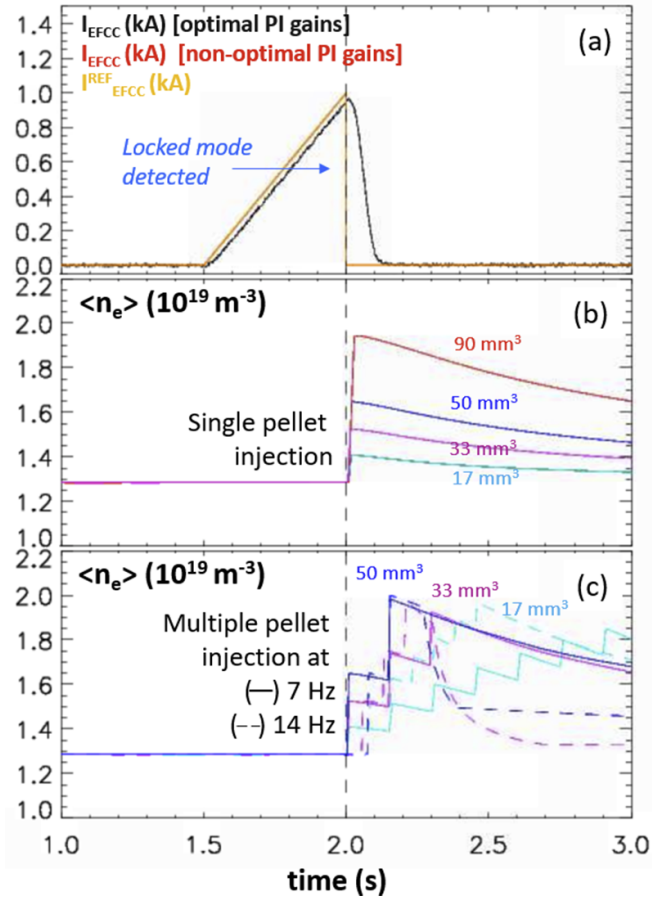 I_EFCC (kA) [optimal PI gains]
I_EFCC (kA) [non-optimal PI gains]
I^REF_EFCC (kA)
(a)
Locked mode
detected
1.4
1.2
1.0
0.8
0.6
0.4
0.2
0.0
<n_e> (10^19 m^-3)
(b)
90 mm^3
50 mm^3
33 mm^3
17 mm^3
Single pellet
injection
2.2
2.0
1.8
1.6
1.4
1.2
1.0
<n_e> (10^19 m^-3)
50 mm^3
33 mm^3
17 mm^3
(c)
Multiple pellet
injection at
(—) 7 Hz
(--) 14 Hz
2.2
2.0
1.8
1.6
1.4
1.2
1.0
1.0 1.5 2.0 2.5 3.0
time (s)